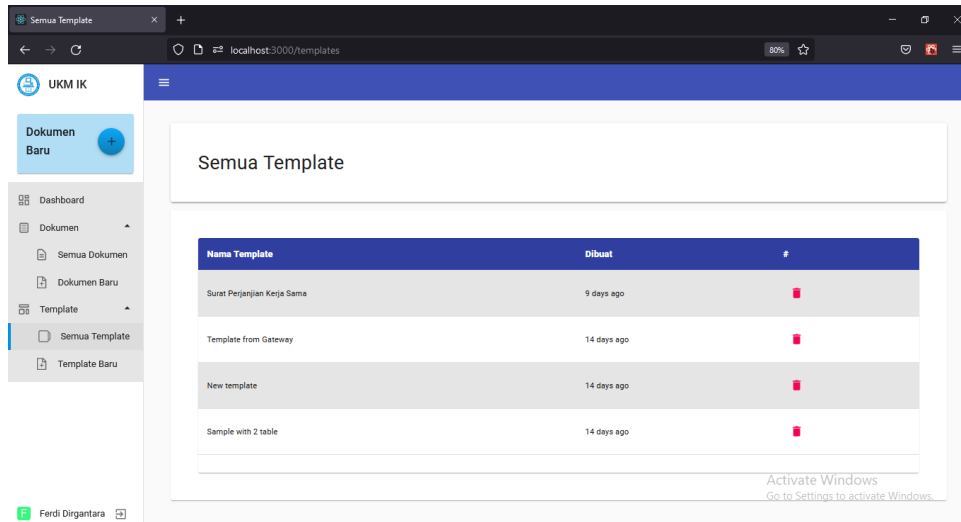 Semua Template
localhost:3000/templates
80%
UKM IK
Dokumen
Baru
Dashboard
Dokumen
Semua Dokumen
Dokumen Baru
Template
Semua Template
Template Baru
Ferdi Dirgantara
Semua Template
Nama Template Dibuat #
Surat Perjanjian Kerja Sama 9 days ago
Template from Gateway 14 days ago
New template 14 days ago
Sample with 2 table 14 days ago
Activate Windows
Go to Settings to activate Windows.